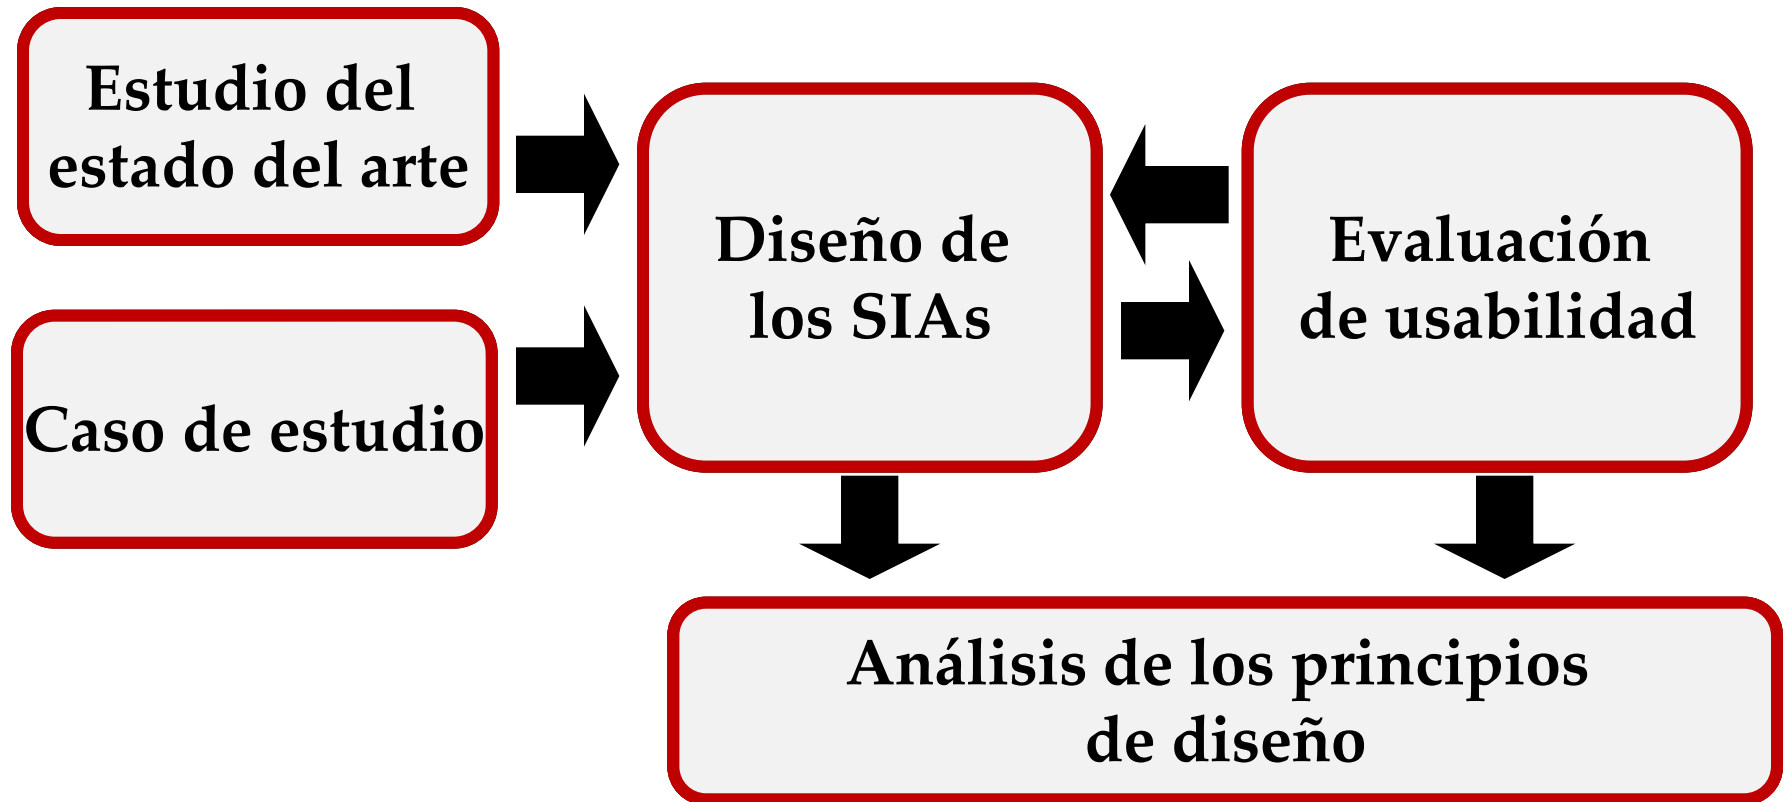 Estudio del
estado del arte
Caso de estudio
Diseño de
los SIAs
Evaluación
de usabilidad
Análisis de los principios
de diseño